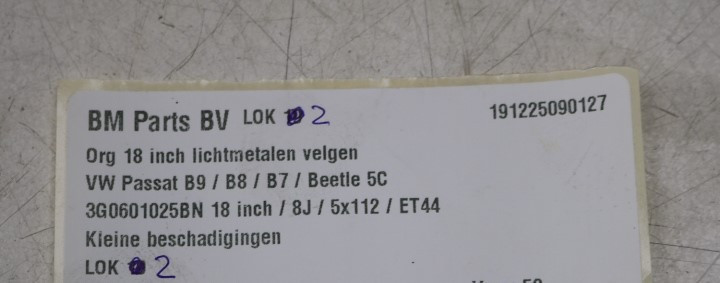 BM Parts BV LOK 2 191225090127
Org 18 inch lichtmetalen velgen
VW Passat B9 / B8 / B7 / Beetle 5C
3G0601025BN 18 inch / 8J / 5x112 / ET44
Kleine beschadigingen
LOK 2